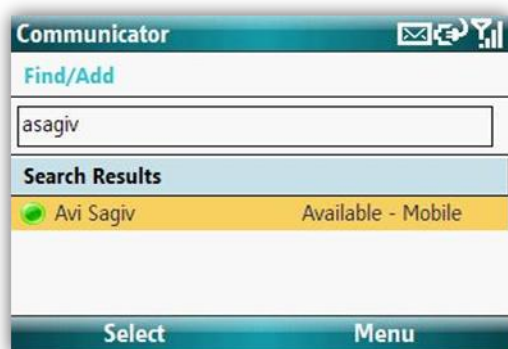 Communicator
Find/Add
asagiv
Search Results
Avi Sagiv Available - Mobile
Select Menu